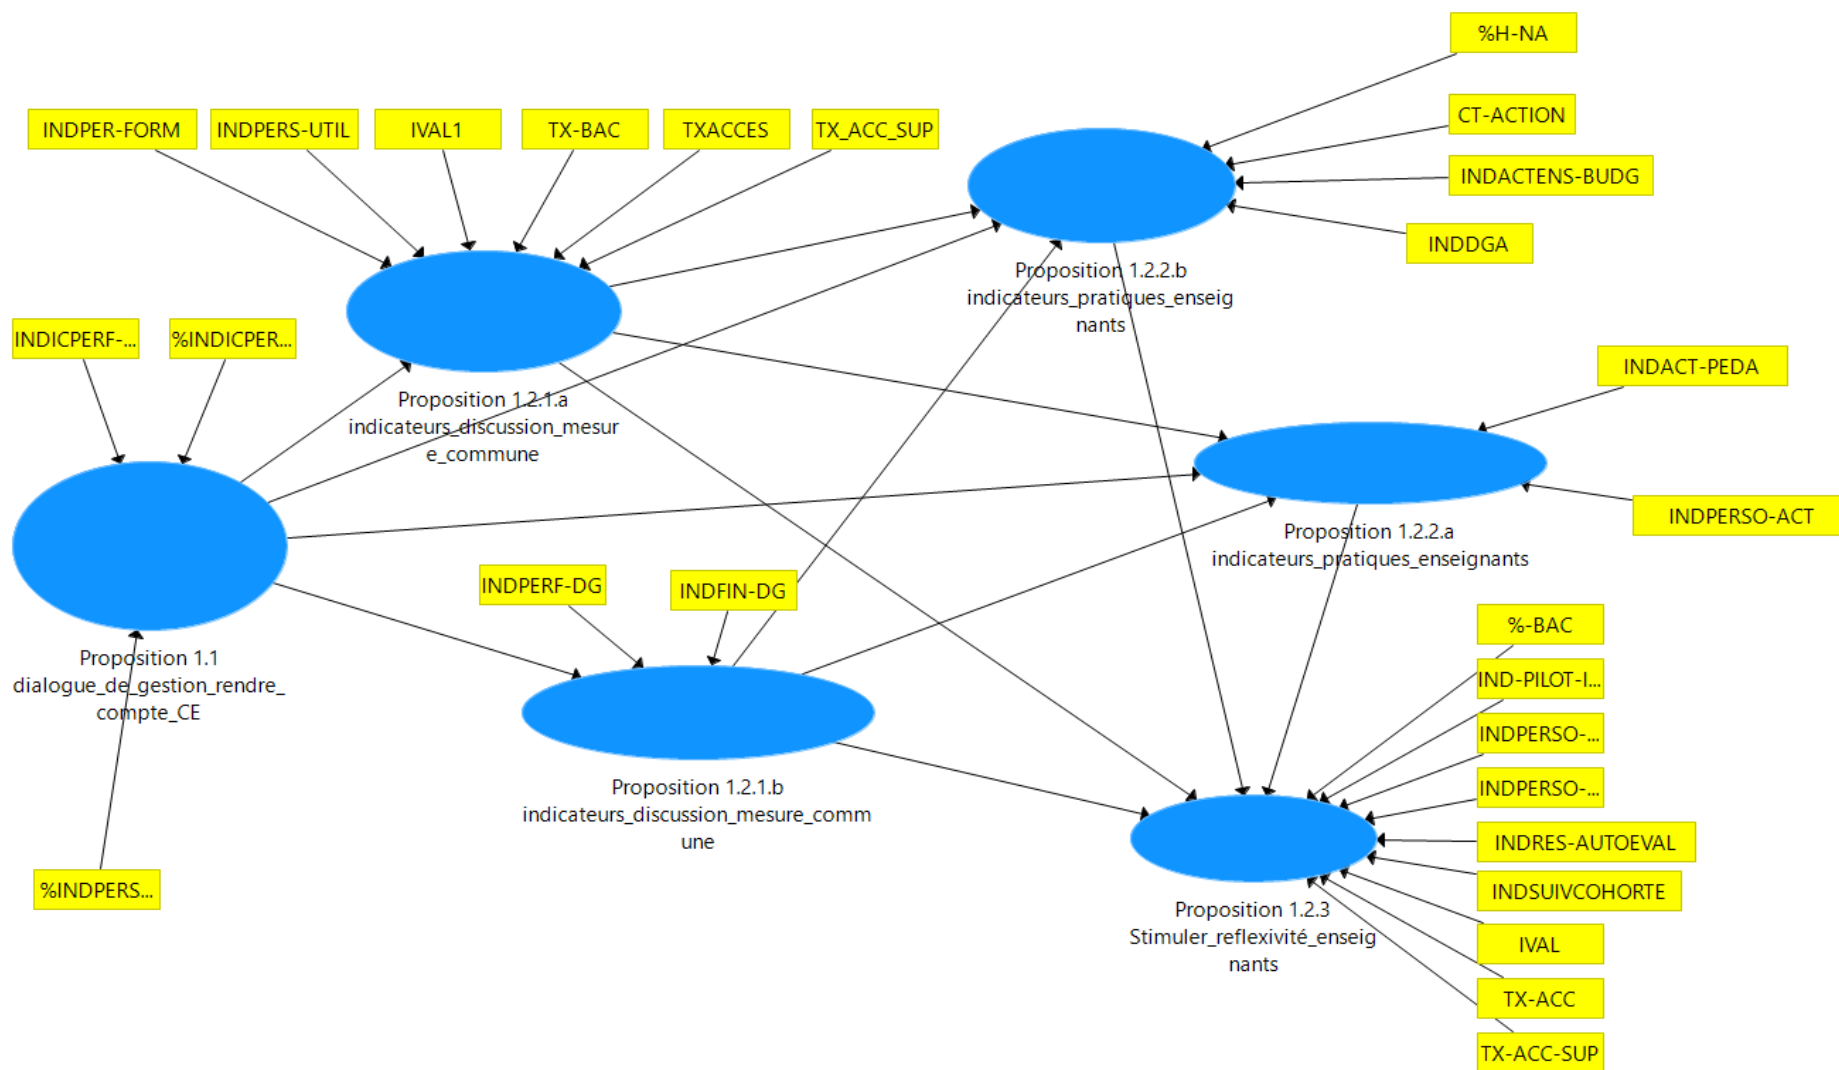 %H-NA
CT-ACTION
INDACTENS-BUDG
INDDGA
INDPER-FORM
INDPERS-UTIL
IVAL1
TX-BAC
TXACCES
TX_ACC_SUP
Proposition 1.2.2.b
indicateurs_pratiques_enseig
nants
INDICPERF-...
%INDICPER...
Proposition 1.2.1.a
indicateurs_discussion_mesur
e_commune
INDACT-PEDA
INDPERSO-ACT
Proposition 1.2.2.a
indicateurs_pratiques_enseignants
INDPERF-DG
INDFIN-DG
Proposition 1.1
dialogue_de_gestion_rendre_
compte_CE
Proposition 1.2.1.b
indicateurs_discussion_mesure_comm
une
%INDPERS...
%-BAC
IND-PILOT-I...
INDPERSO-...
INDPERSO-...
INDRES-AUTOEVAL
INDSUIVCOHORTE
IVAL
TX-ACC
TX-ACC-SUP
Proposition 1.2.3
Stimuler_reflexivité_enseig
nants